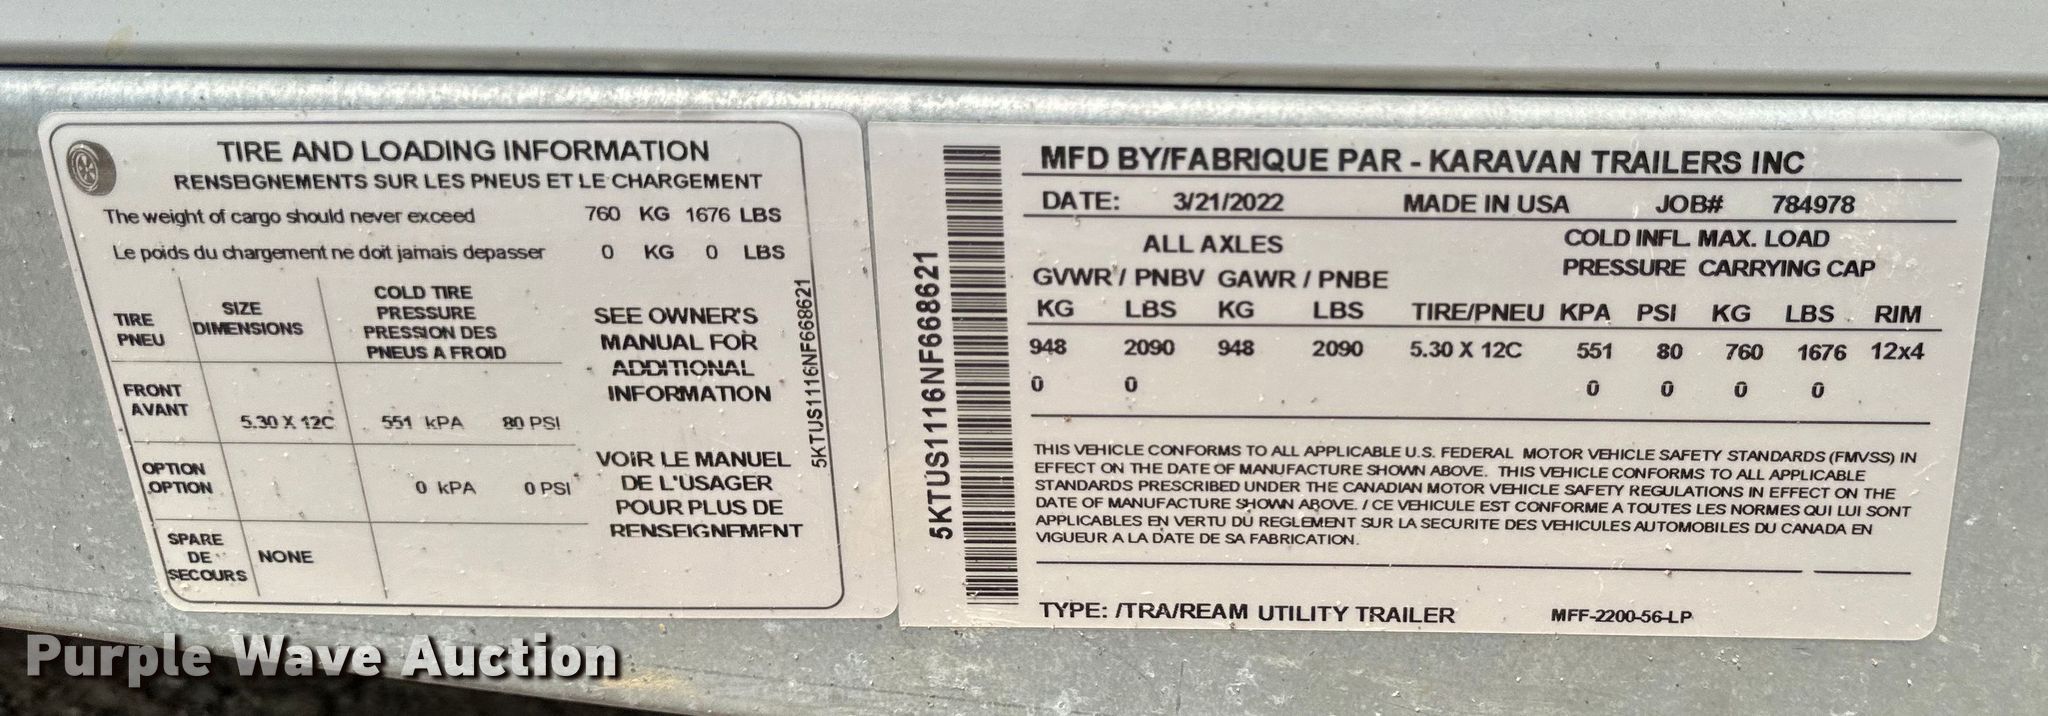 TIRE AND LOADING INFORMATION
RENSEIGNEMENTS SUR LES PNEUS ET LE CHARGEMENT
The weight of cargo should never exceed 760 KG 1676 LBS
Le poids du chargement ne doit jamais depasser 0 KG 0 LBS
TIRE PNEU
SIZE DIMENSIONS
COLD TIRE
PRESSURE
PRESSION DES
PNEUS A FROID
FRONT
AVANT
5.30 X 12C 551 kPA 80 PSI
OPTION
OPTION
0 kPA 0 PSI
SPARE
DE
SECOURS
NONE
SEE OWNER'S
MANUAL FOR
ADDITIONAL
INFORMATION
VOIR LE MANUEL
DE L'USAGER
POUR PLUS DE
RENSEIGNEMENT
5KTUS1116NF668621
5KTUS1116NF668621
MFD BY/FABRIQUE PAR - KARAVAN TRAILERS INC
DATE: 3/21/2022 MADE IN USA JOB# 784978
ALL AXLES
COLD INFL. MAX. LOAD
PRESSURE CARRYING CAP
GVWR / PNBV GAWR / PNBE
KG LBS KG LBS TIRE/PNEU KPA PSI KG LBS RIM
948 2090 948 2090 5.30 X 12C 551 80 760 1676 12x4
0 0 0 0 0 0
THIS VEHICLE CONFORMS TO ALL APPLICABLE U.S. FEDERAL MOTOR VEHICLE SAFETY STANDARDS (FMVSS) IN
EFFECT ON THE DATE OF MANUFACTURE SHOWN ABOVE. THIS VEHICLE CONFORMS TO ALL APPLICABLE
STANDARDS PRESCRIBED UNDER THE CANADIAN MOTOR VEHICLE SAFETY REGULATIONS IN EFFECT ON THE
DATE OF MANUFACTURE SHOWN ABOVE. / CE VEHICULE EST CONFORME A TOUTES LES NORMES QUI LUI SONT
APPLICABLES EN VERTU DU REGLEMENT SUR LA SECURITE DES VEHICULES AUTOMOBILES DU CANADA EN
VIGUEUR A LA DATE DE SA FABRICATION.
TYPE: /TRA/REAM UTILITY TRAILER MFF-2200-56-LP
Purple Wave Auction